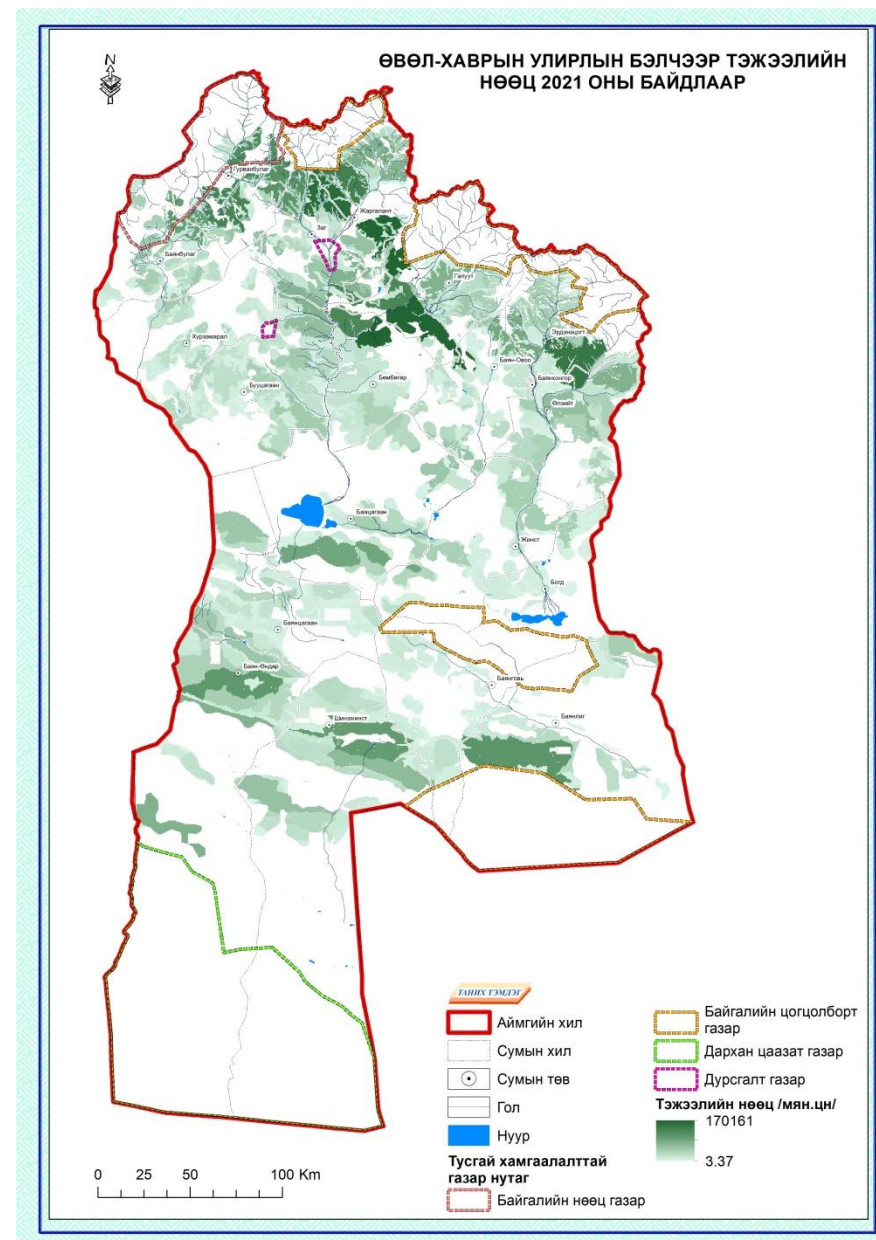 ӨВӨЛ-ХАВРЫН УЛИРЛЫН БЭЛЧЭЭР ТЭЖЭЭЛИЙН
НӨӨЦ 2021 ОНЫ БАЙДЛААР
N
Гурванбулаг
Жаргалант
Заг
Баянбулаг
Галуут
Хүрээмарал
Эрдэнэцогт
Баян-Овоо
Баянхонгор
Бөмбөгөр
Бууцагаан
Өлзийт
Баацагаан
Жинст
Богд
Баянцагаан
Баян-Өндөр
Баянговь
Шинэжинст
Баянлиг
ТАНИХ ТЭМДЭГ
Аймгийн хил
Сумын хил
Сумын төв
Гол
Нуур
Тусгай хамгаалалттай
газар нутаг
Байгалийн нөөц газар
Байгалийн цогцолборт
газар
Дархан цаазат газар
Дурсгалт газар
Тэжээлийн нөөц /мян.цн/
170161
3.37
0 25 50 100 Km